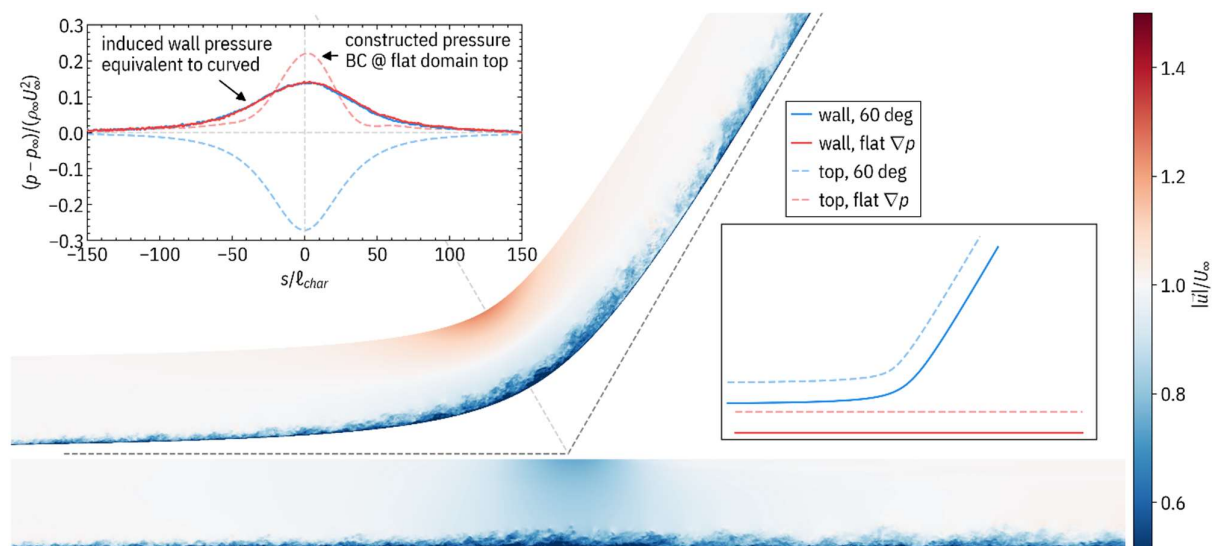 0.3
0.2
0.1
0.0
−0.1
−0.2
−0.3
(p − p∞)/(ρ∞U∞²)
induced wall pressure
equivalent to curved
constructed pressure
BC @ flat domain top
−150
−100
−50
0
50
100
150
s/ℓchar
wall, 60 deg
wall, flat ∇p
top, 60 deg
top, flat ∇p
1.4
1.2
1.0
0.8
0.6
|u⃗|/U∞